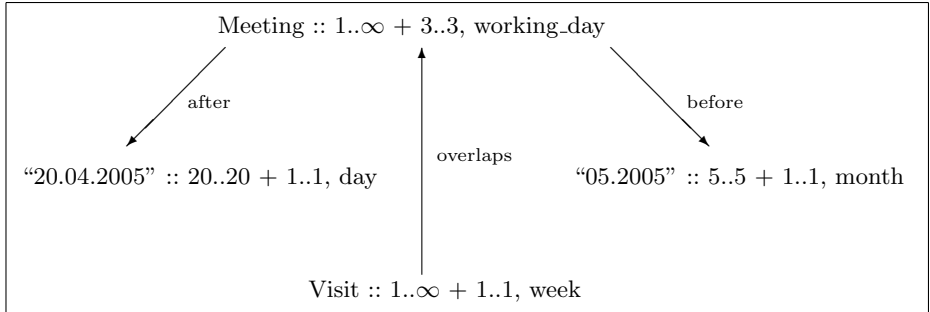 Meeting :: 1..∞ + 3..3, working_day
after
before
overlaps
“20.04.2005” :: 20..20 + 1..1, day
“05.2005” :: 5..5 + 1..1, month
Visit :: 1..∞ + 1..1, week